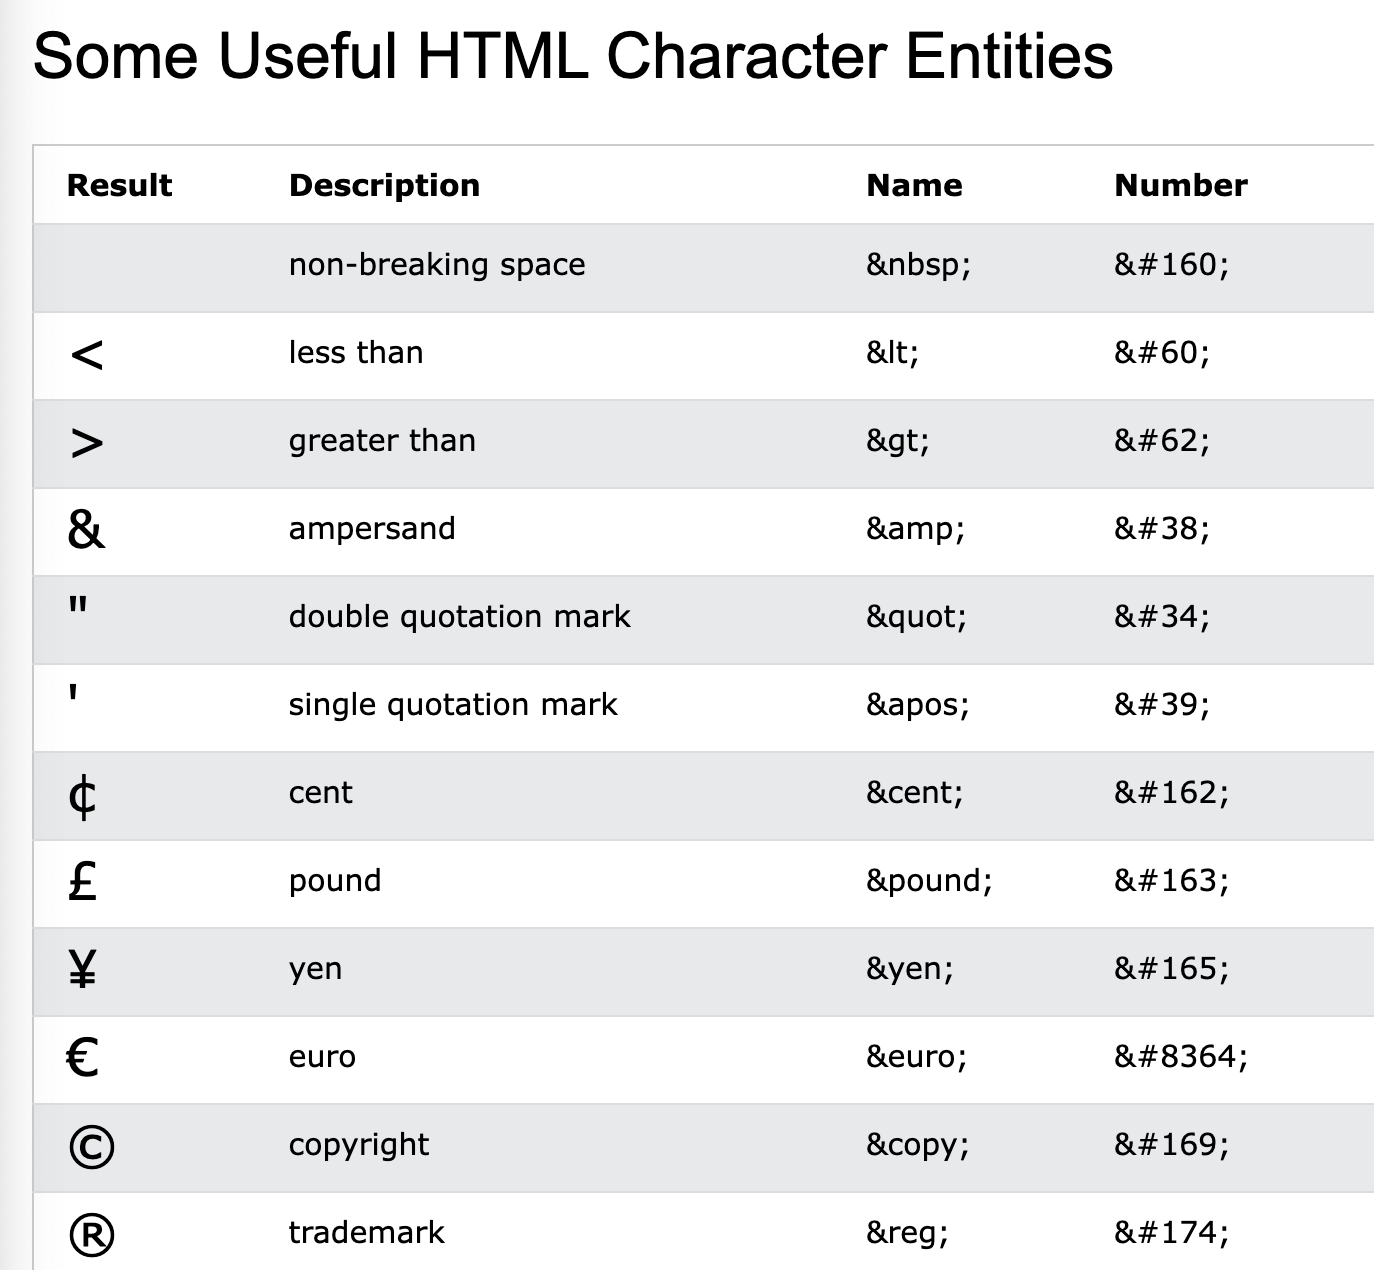 Some Useful HTML Character Entities
Result Description Name Number
non-breaking space &nbsp; &#160;
< less than &lt; &#60;
> greater than &gt; &#62;
& ampersand &amp; &#38;
" double quotation mark &quot; &#34;
' single quotation mark &apos; &#39;
¢ cent &cent; &#162;
£ pound &pound; &#163;
¥ yen &yen; &#165;
€ euro &euro; &#8364;
© copyright &copy; &#169;
® trademark &reg; &#174;